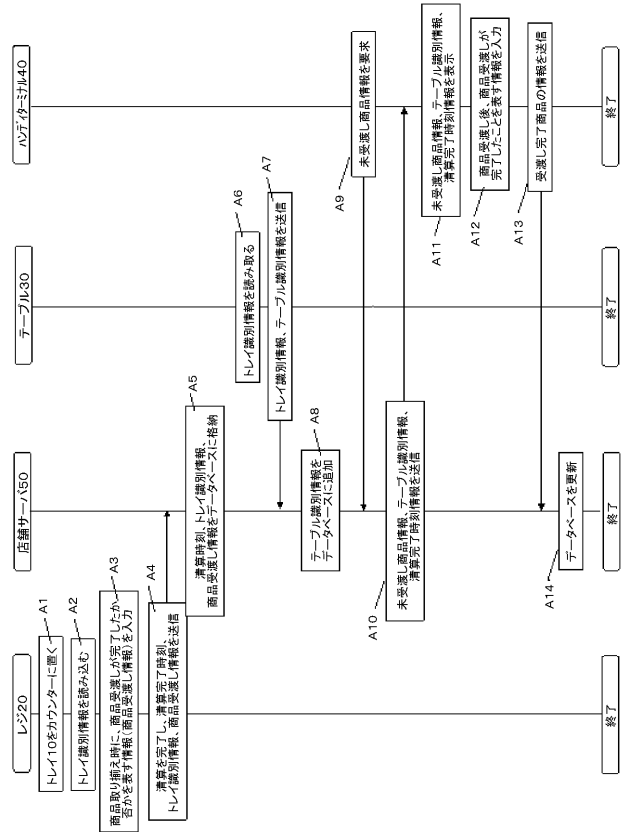 レジ20
店舗サーバ50
テーブル30
ハンディターミナル40
A1
トレイ10をカウンターに置く
A2
トレイ識別情報を読み込む
A3
商品取り揃え時に、商品受渡しが完了したか
否かを表す情報(商品受渡し情報)を入力
A4
清算を完了し、清算完了時刻、
トレイ識別情報、商品受渡し情報を送信
A5
清算時刻、トレイ識別情報、
商品受渡し情報をデータベースに格納
A6
トレイ識別情報を読み取る
A7
トレイ識別情報、テーブル識別情報を送信
A8
テーブル識別情報を
データベースに追加
A9
未受渡し商品情報を要求
A10
未受渡し商品情報、テーブル識別情報、
清算完了時刻情報を送信
A11
未受渡し商品情報、テーブル識別情報、
清算完了時刻情報を表示
A12
商品受渡し後、商品受渡しが
完了したことを表す情報を入力
A13
受渡し完了商品の情報を送信
A14
データベースを更新
終了
終了
終了
終了